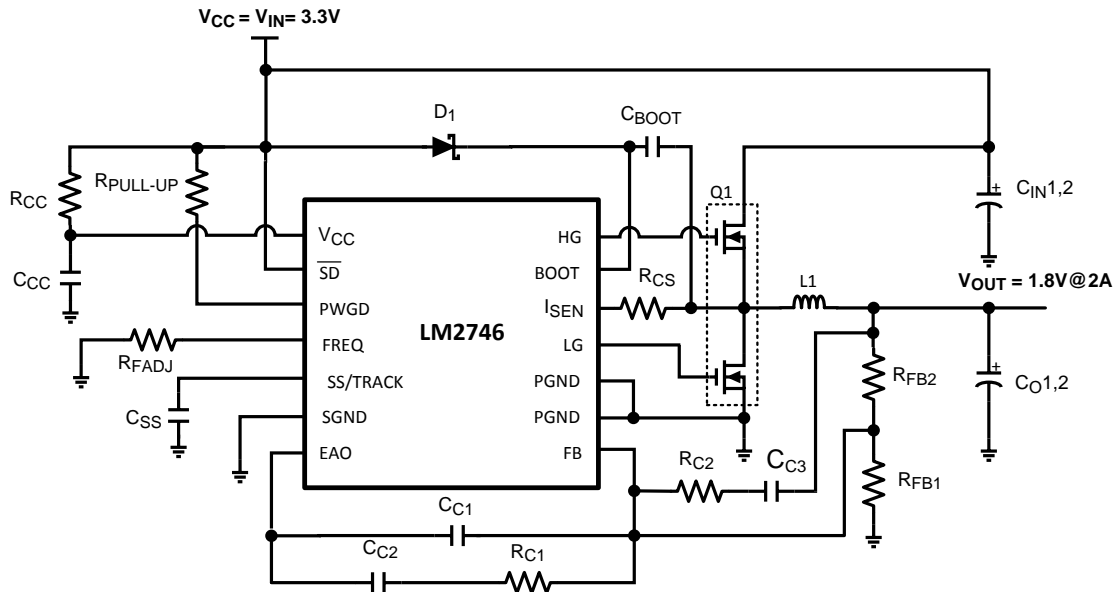 VCC = VIN= 3.3V
D1
CBOOT
RCC
RPULL-UP
Q1
CIN1,2
+
CCC
VCC
SD
PWGD
FREQ
SS/TRACK
SGND
EAO
LM2746
HG
BOOT
ISEN
LG
PGND
PGND
FB
RCS
L1
VOUT = 1.8V@2A
RFADJ
CSS
RFB2
CO1,2
+
RC2
CC3
RFB1
CC1
CC2
RC1